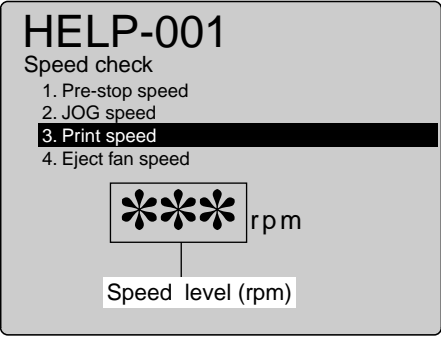 HELP-001
Speed check
1. Pre-stop speed
2. JOG speed
3. Print speed
4. Eject fan speed
*** rpm
Speed level (rpm)